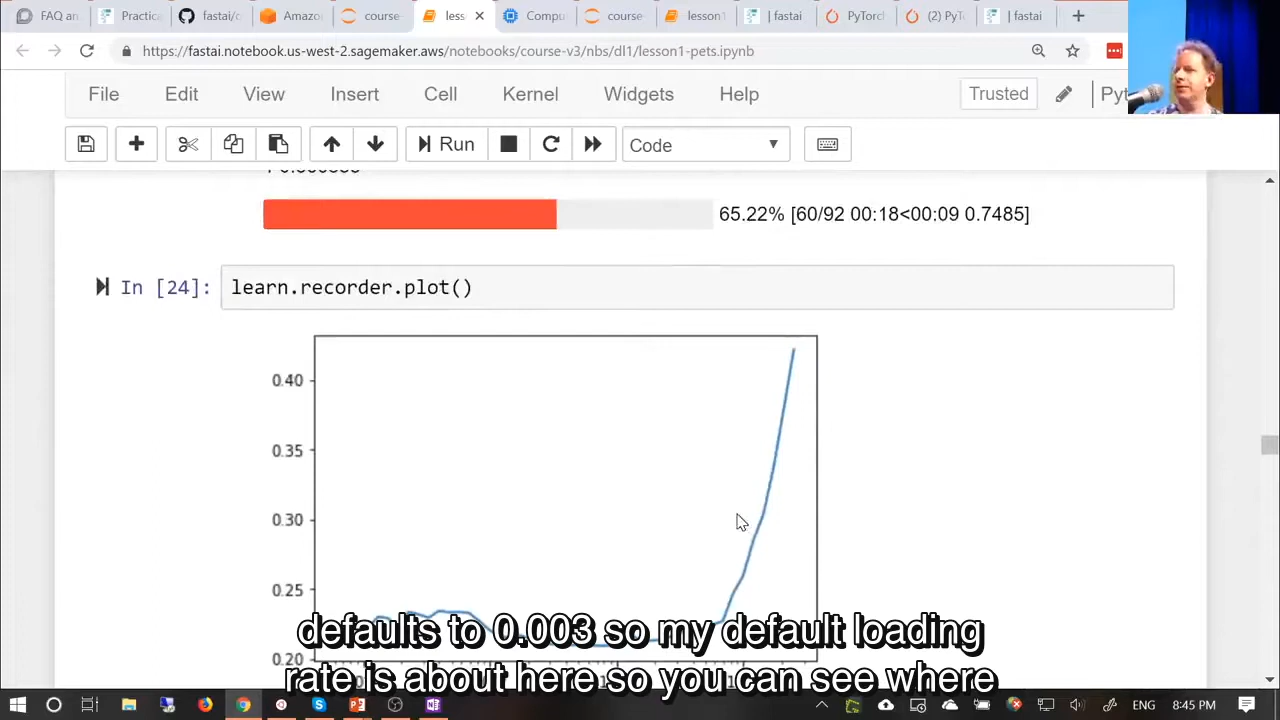 FAQ an
Practica
fastai/c
Amazo
course
less
Compu
course
lesson1
| fastai
PyTorcl
(2) PyT
| fastai
https://fastai.notebook.us-west-2.sagemaker.aws/notebooks/course-v3/nbs/dl1/lesson1-pets.ipynb
File Edit View Insert Cell Kernel Widgets Help Trusted Pyt
Run Code
65.22% [60/92 00:18<00:09 0.7485]
In [24]: learn.recorder.plot()
0.40
0.35
0.30
0.25
0.20
defaults to 0.003 so my default loading
rate is about here so you can see where
ENG 8:45 PM